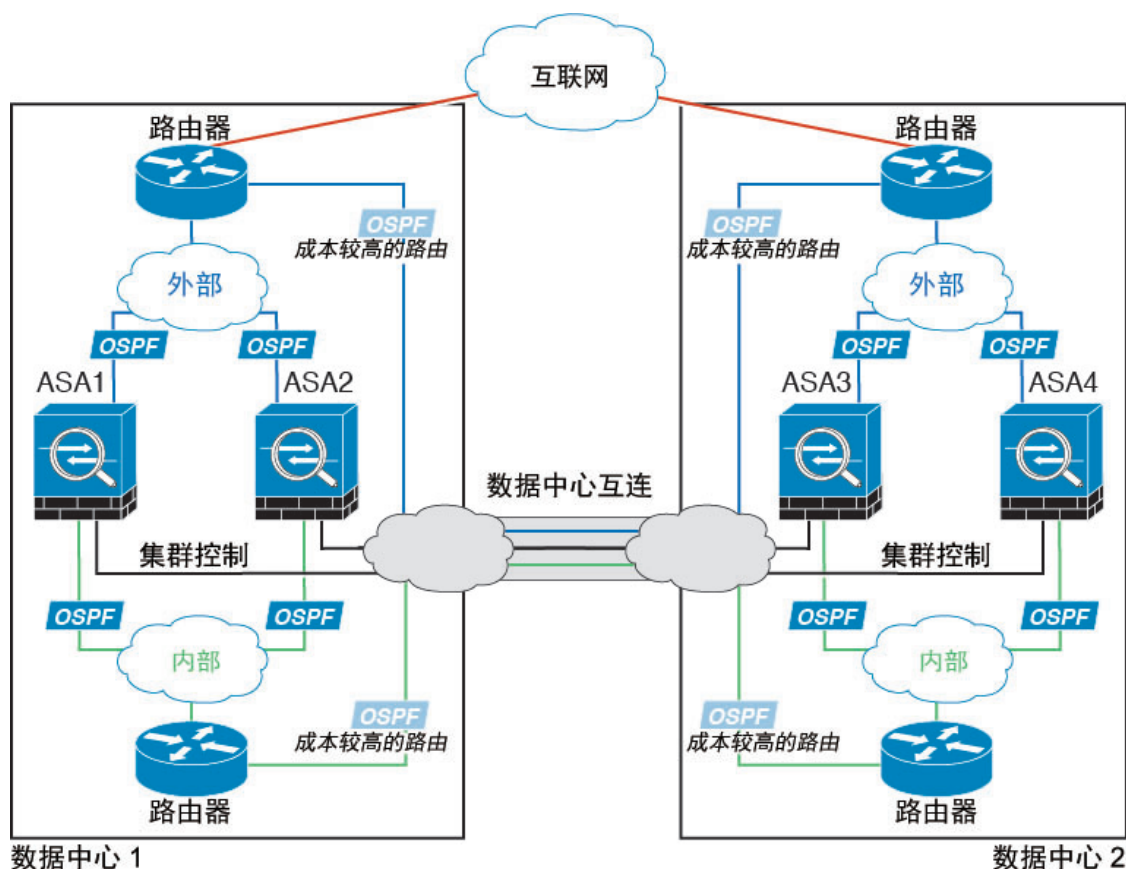 互联网
路由器
路由器
OSPF
成本较高的路由
OSPF
成本较高的路由
外部
外部
OSPF
OSPF
OSPF
OSPF
ASA1
ASA2
ASA3
ASA4
数据中心互连
集群控制
集群控制
OSPF
OSPF
OSPF
OSPF
内部
内部
OSPF
成本较高的路由
OSPF
成本较高的路由
路由器
路由器
数据中心 1
数据中心 2